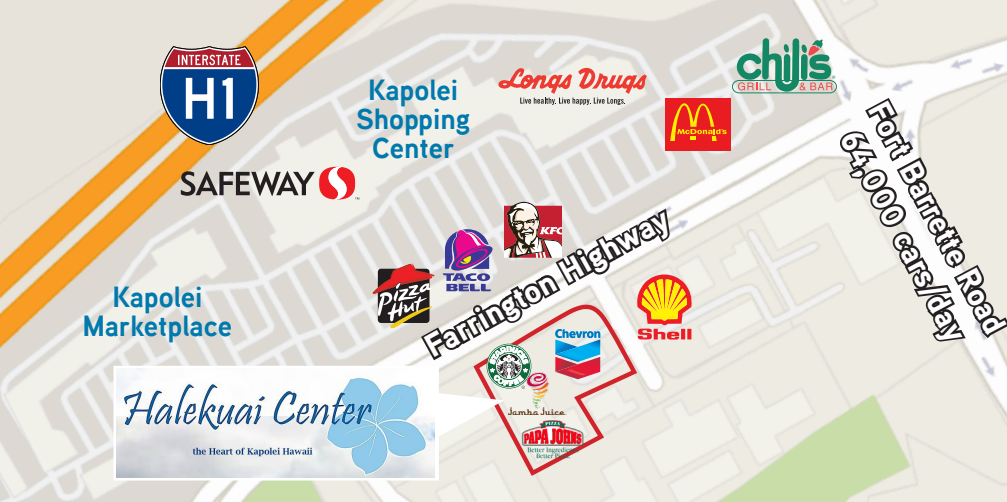 INTERSTATE
H1
Kapolei
Shopping
Center
Longs Drugs
Live healthy. Live happy. Live Longs.
chili's
GRILL & BAR
McDonald's
SAFEWAY
Fort Barrette Road
64,000 cars/day
KFC
TACO
BELL
Pizza
Hut
Farrington Highway
Kapolei
Marketplace
Shell
Chevron
STARBUCKS
COFFEE
Jamba Juice
PIZZA
PAPA JOHNS
Better Ingredients
Better
Halekuai Center
the Heart of Kapolei Hawaii